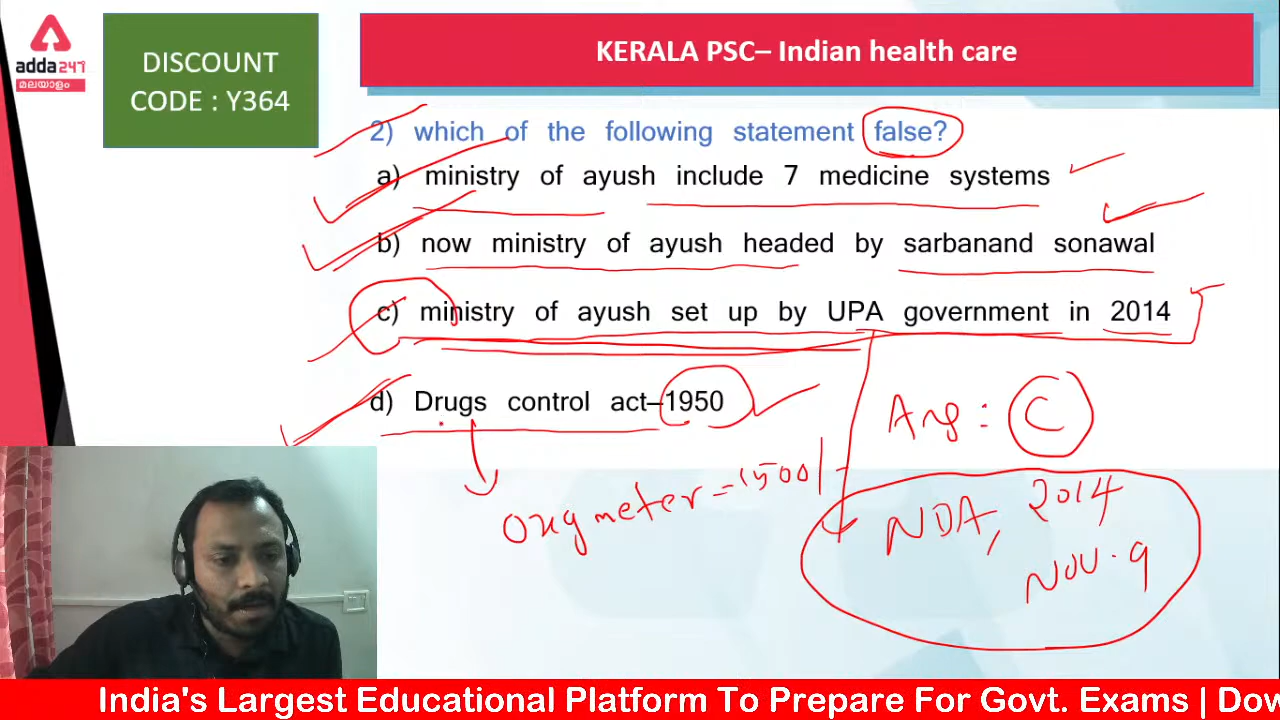 adda247
മലയാളം
DISCOUNT
CODE : Y364
KERALA PSC– Indian health care
2) which of the following statement false?
a) ministry of ayush include 7 medicine systems
b) now ministry of ayush headed by sarbanand sonawal
c) ministry of ayush set up by UPA government in 2014
d) Drugs control act–1950
Ans : C
Oxymeter = 1500/-
NDA, 2014
NOV. 9
India's Largest Educational Platform To Prepare For Govt. Exams | Dow